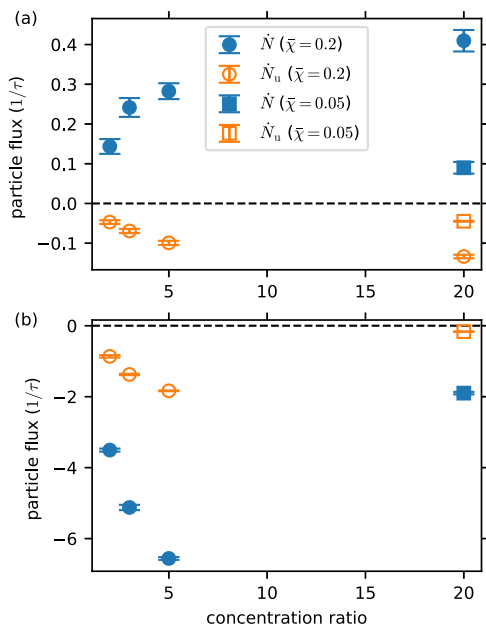 (a)
particle flux (1/τ)
0.4
0.3
0.2
0.1
0.0
−0.1
Ṅ (χ̄ = 0.2)
Ṅᵤ (χ̄ = 0.2)
Ṅ (χ̄ = 0.05)
Ṅᵤ (χ̄ = 0.05)
5 10 15 20
(b)
particle flux (1/τ)
0
−2
−4
−6
5 10 15 20
concentration ratio